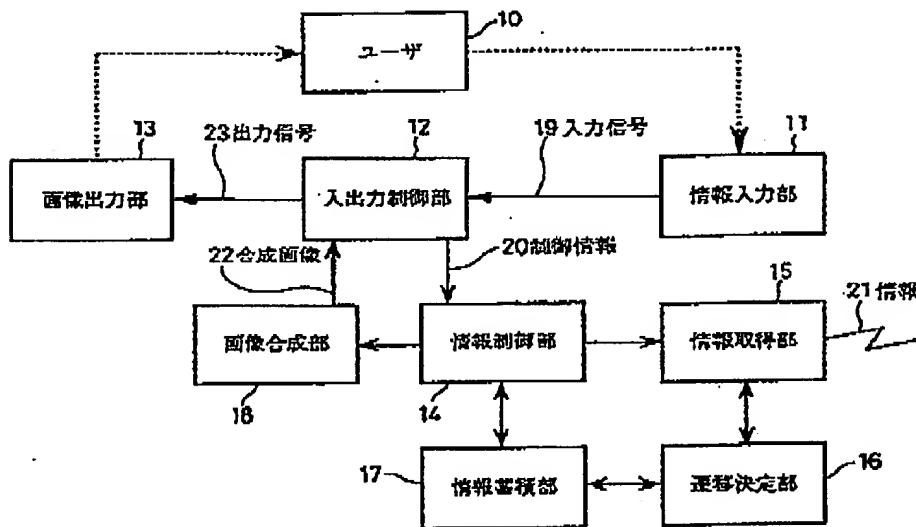 10
ユーザ
13
23出力信号
12
19入力信号
11
画像出力部
入出力制御部
情報入力部
22合成画像
20制御情報
15
21情報
画像合成部
情報制御部
情報取得部
18
14
17
情報蓄積部
遷移決定部
16